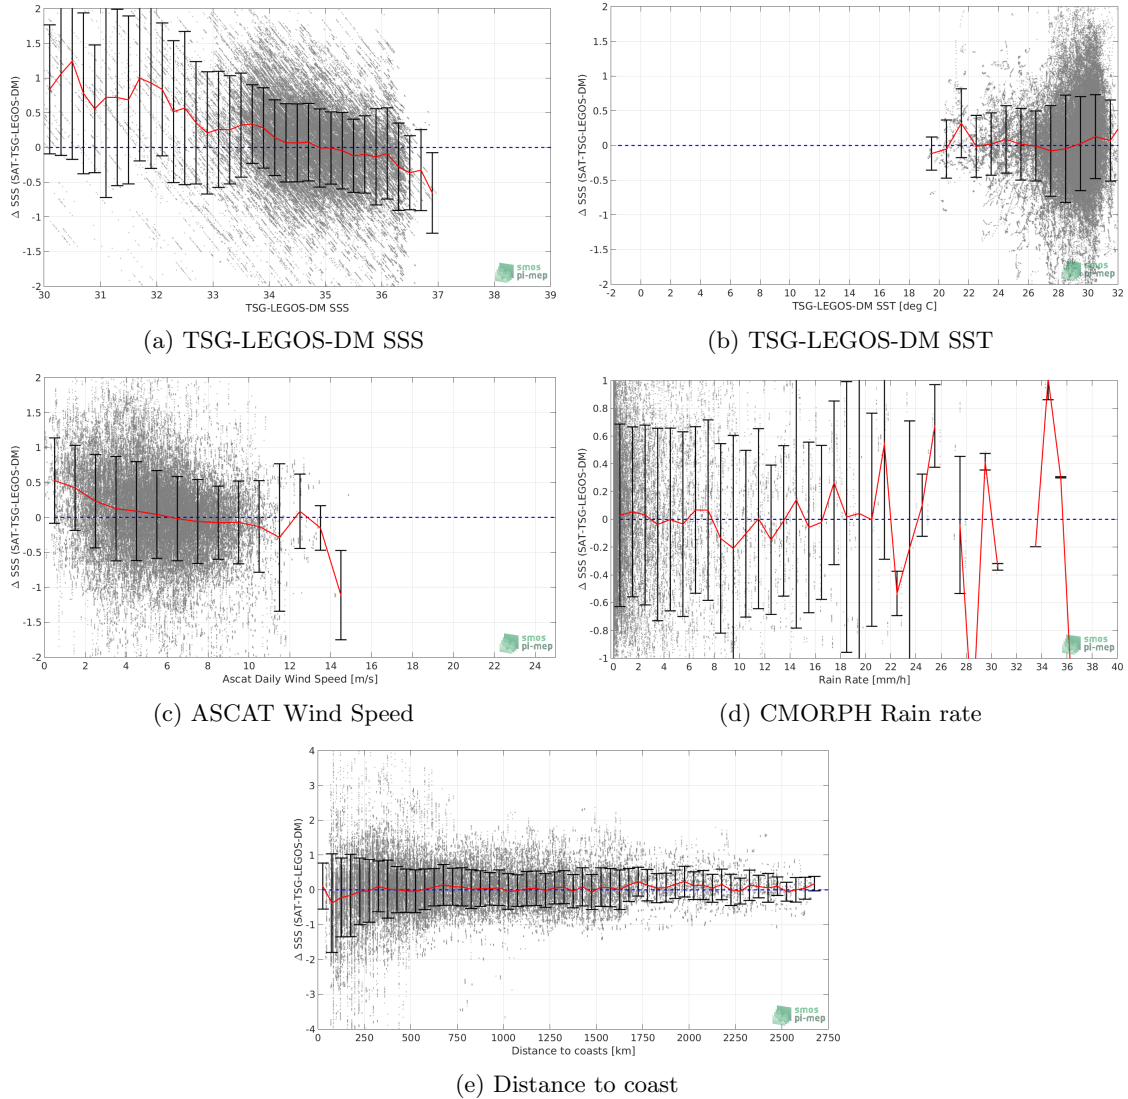 2
1.5
1
0.5
0
-0.5
-1
-1.5
-2
Δ SSS (SAT-TSG-LEGOS-DM)
30 31 32 33 34 35 36 37 38 39
TSG-LEGOS-DM SSS
smos
pi-mep
(a) TSG-LEGOS-DM SSS
2
1.5
1
0.5
0
-0.5
-1
-1.5
-2
Δ SSS (SAT-TSG-LEGOS-DM)
-2 0 2 4 6 8 10 12 14 16 18 20 22 24 26 28 30 32
TSG-LEGOS-DM SST [deg C]
smos
pi-mep
(b) TSG-LEGOS-DM SST
2
1.5
1
0.5
0
-0.5
-1
-1.5
-2
Δ SSS (SAT-TSG-LEGOS-DM)
0 2 4 6 8 10 12 14 16 18 20 22 24
Ascat Daily Wind Speed [m/s]
smos
pi-mep
(c) ASCAT Wind Speed
1
0.8
0.6
0.4
0.2
0
-0.2
-0.4
-0.6
-0.8
-1
Δ SSS (SAT-TSG-LEGOS-DM)
0 2 4 6 8 10 12 14 16 18 20 22 24 26 28 30 32 34 36 38 40
Rain Rate [mm/h]
smos
pi-mep
(d) CMORPH Rain rate
4
3
2
1
0
-1
-2
-3
-4
Δ SSS (SAT-TSG-LEGOS-DM)
0 250 500 750 1000 1250 1500 1750 2000 2250 2500 2750
Distance to coasts [km]
smos
pi-mep
(e) Distance to coast